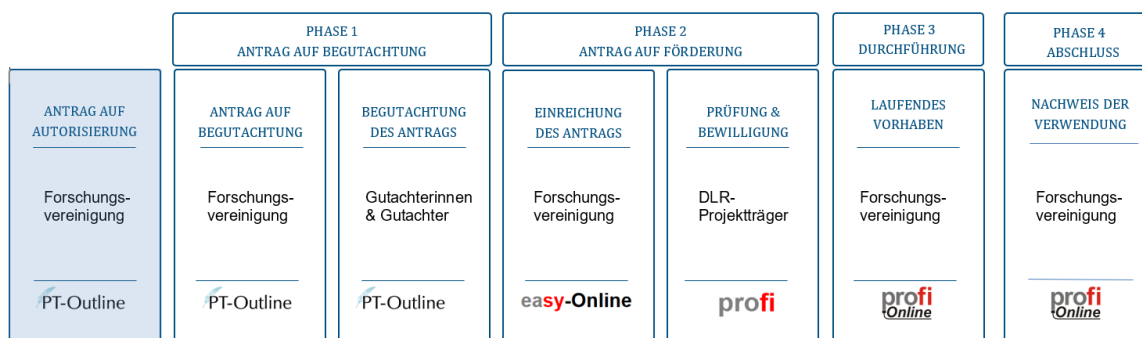 PHASE 1
ANTRAG AUF BEGUTACHTUNG
PHASE 2
ANTRAG AUF FÖRDERUNG
PHASE 3
DURCHFÜHRUNG
PHASE 4
ABSCHLUSS
ANTRAG AUF
AUTORISIERUNG
Forschungs-
vereinigung
PT-Outline
ANTRAG AUF
BEGUTACHTUNG
Forschungs-
vereinigung
PT-Outline
BEGUTACHTUNG
DES ANTRAGS
Gutachterinnen
& Gutachter
PT-Outline
EINREICHUNG
DES ANTRAGS
Forschungs-
vereinigung
easy-Online
PRÜFUNG &
BEWILLIGUNG
DLR-
Projektträger
profi
LAUFENDES
VORHABEN
Forschungs-
vereinigung
profi
-Online
NACHWEIS DER
VERWENDUNG
Forschungs-
vereinigung
profi
-Online